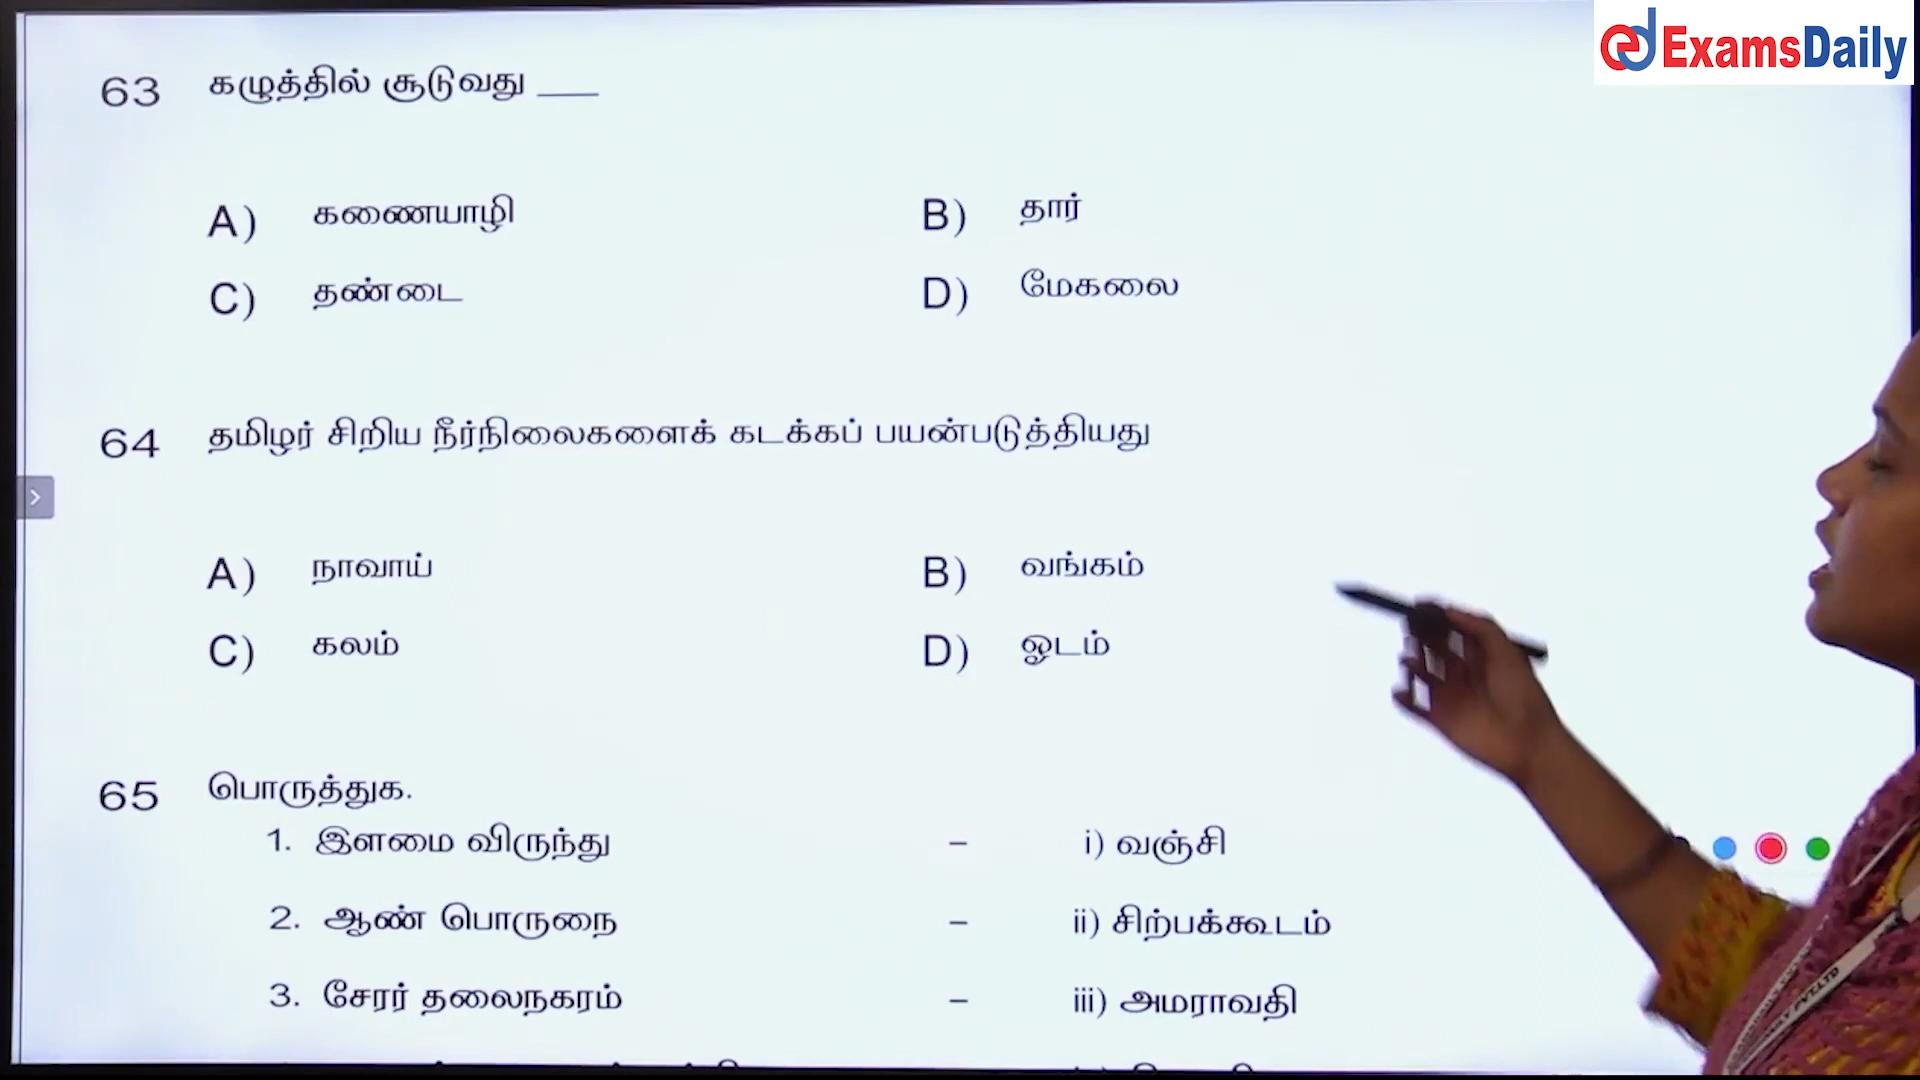 ExamsDaily
63 கழுத்தில் சூடுவது ___
A) கணையாழி B) தார்
C) தண்டை D) மேகலை
64 தமிழர் சிறிய நீர்நிலைகளைக் கடக்கப் பயன்படுத்தியது
A) நாவாய் B) வங்கம்
C) கலம் D) ஓடம்
65 பொருத்துக.
1. இளமை விருந்து – i) வஞ்சி
2. ஆண் பொருநை – ii) சிற்பக்கூடம்
3. சேரர் தலைநகரம் – iii) அமராவதி